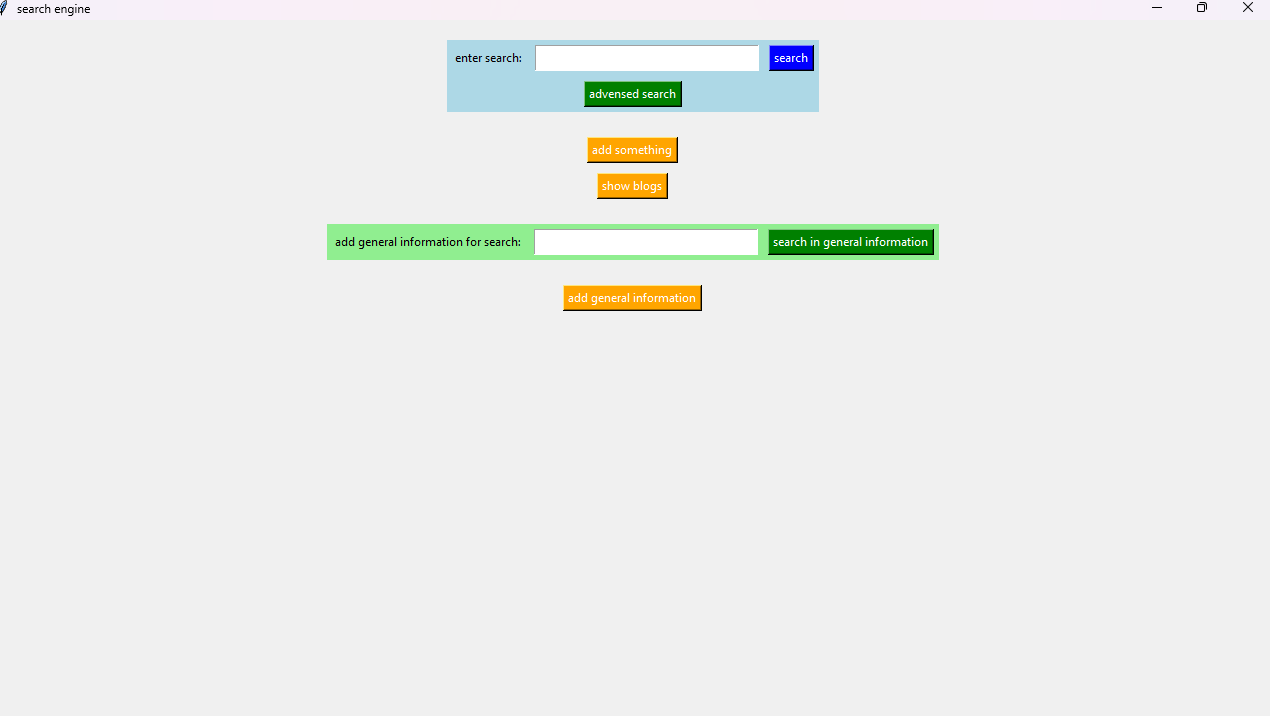 search engine
enter search: search
advensed search
add something
show blogs
add general information for search: search in general information
add general information